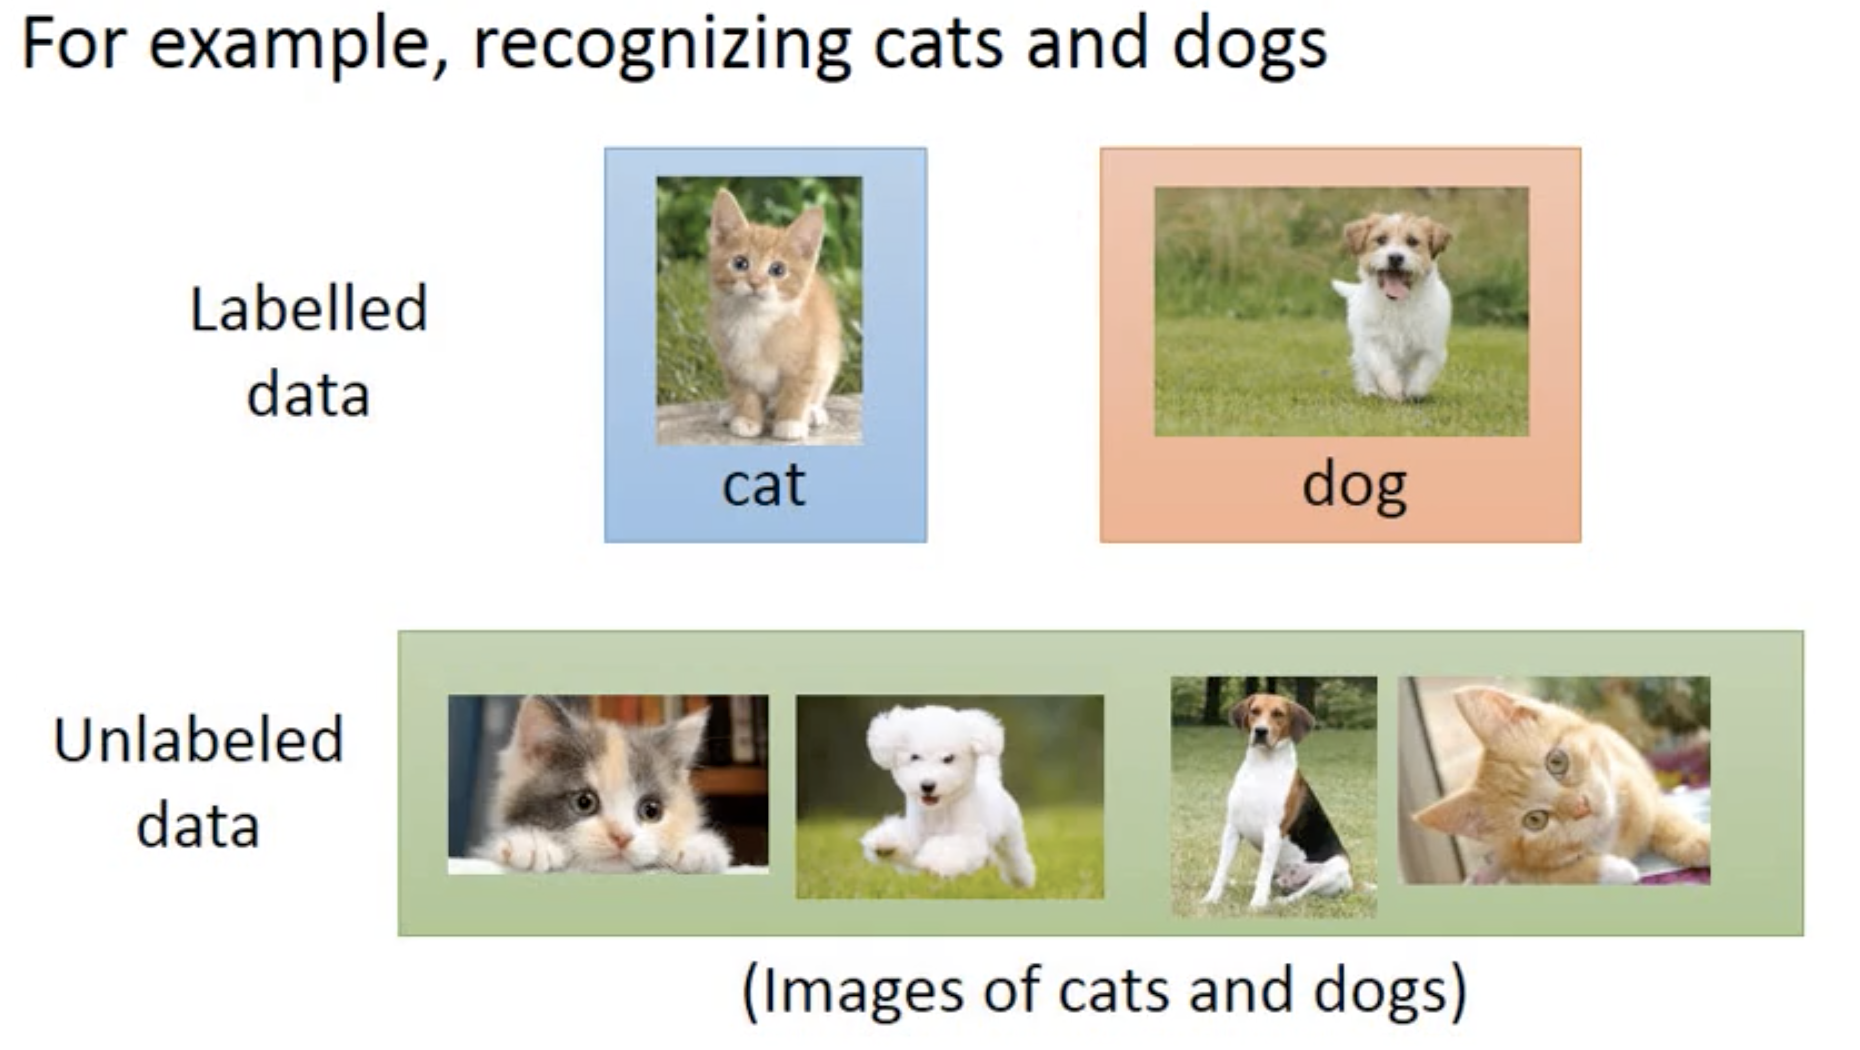 For example, recognizing cats and dogs
Labelled
data
cat
dog
Unlabeled
data
(Images of cats and dogs)